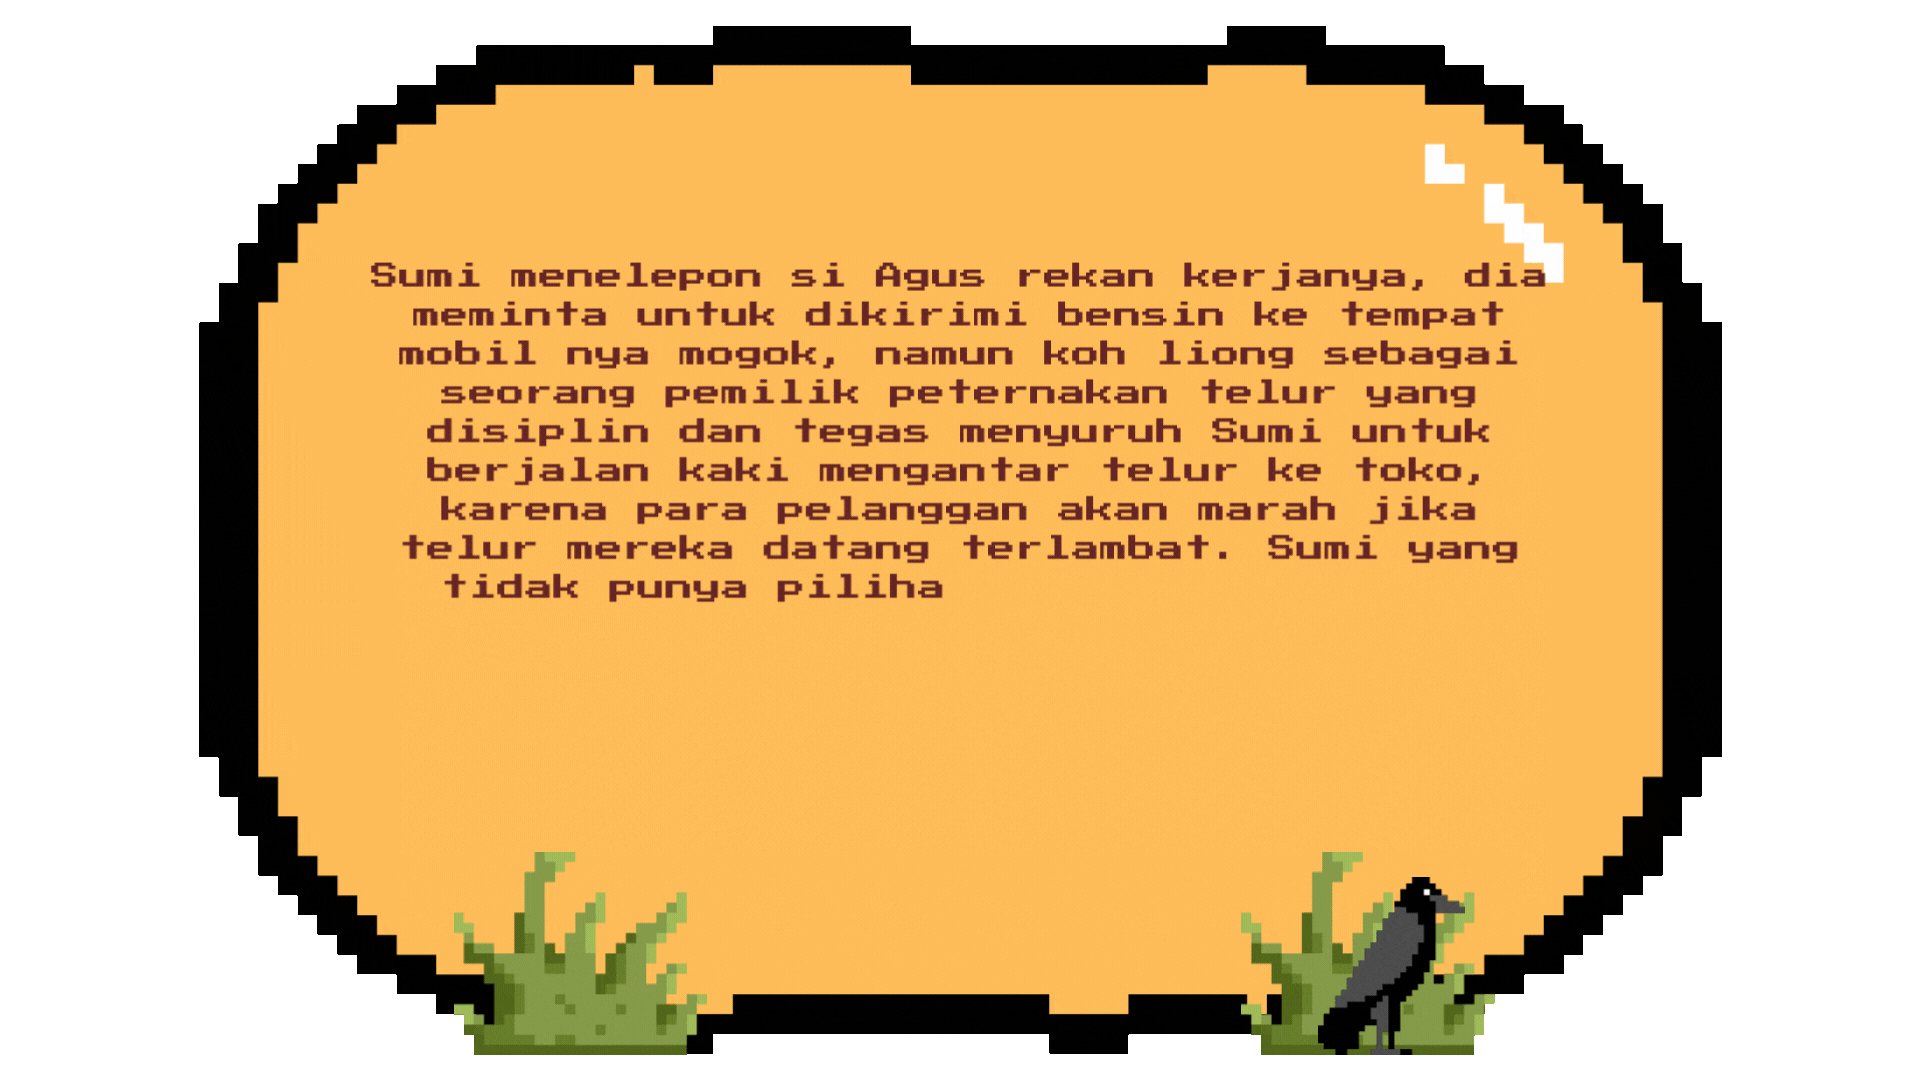 Sumi menelepon si Agus rekan kerjanya, dia
meminta untuk dikirimi bensin ke tempat
mobil nya mogok, namun koh liong sebagai
seorang pemilik peternakan telur yang
disiplin dan tegas menyuruh Sumi untuk
berjalan kaki mengantar telur ke toko,
karena para pelanggan akan marah jika
telur mereka datang terlambat. Sumi yang
tidak punya piliha